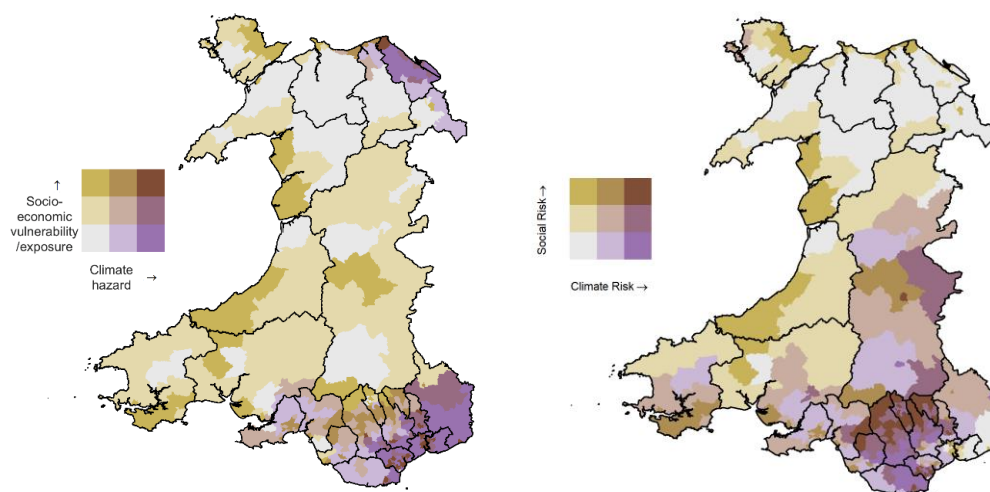 ↑
Socio-
economic
vulnerability
/exposure
Climate →
hazard
Social Risk→
Climate Risk→